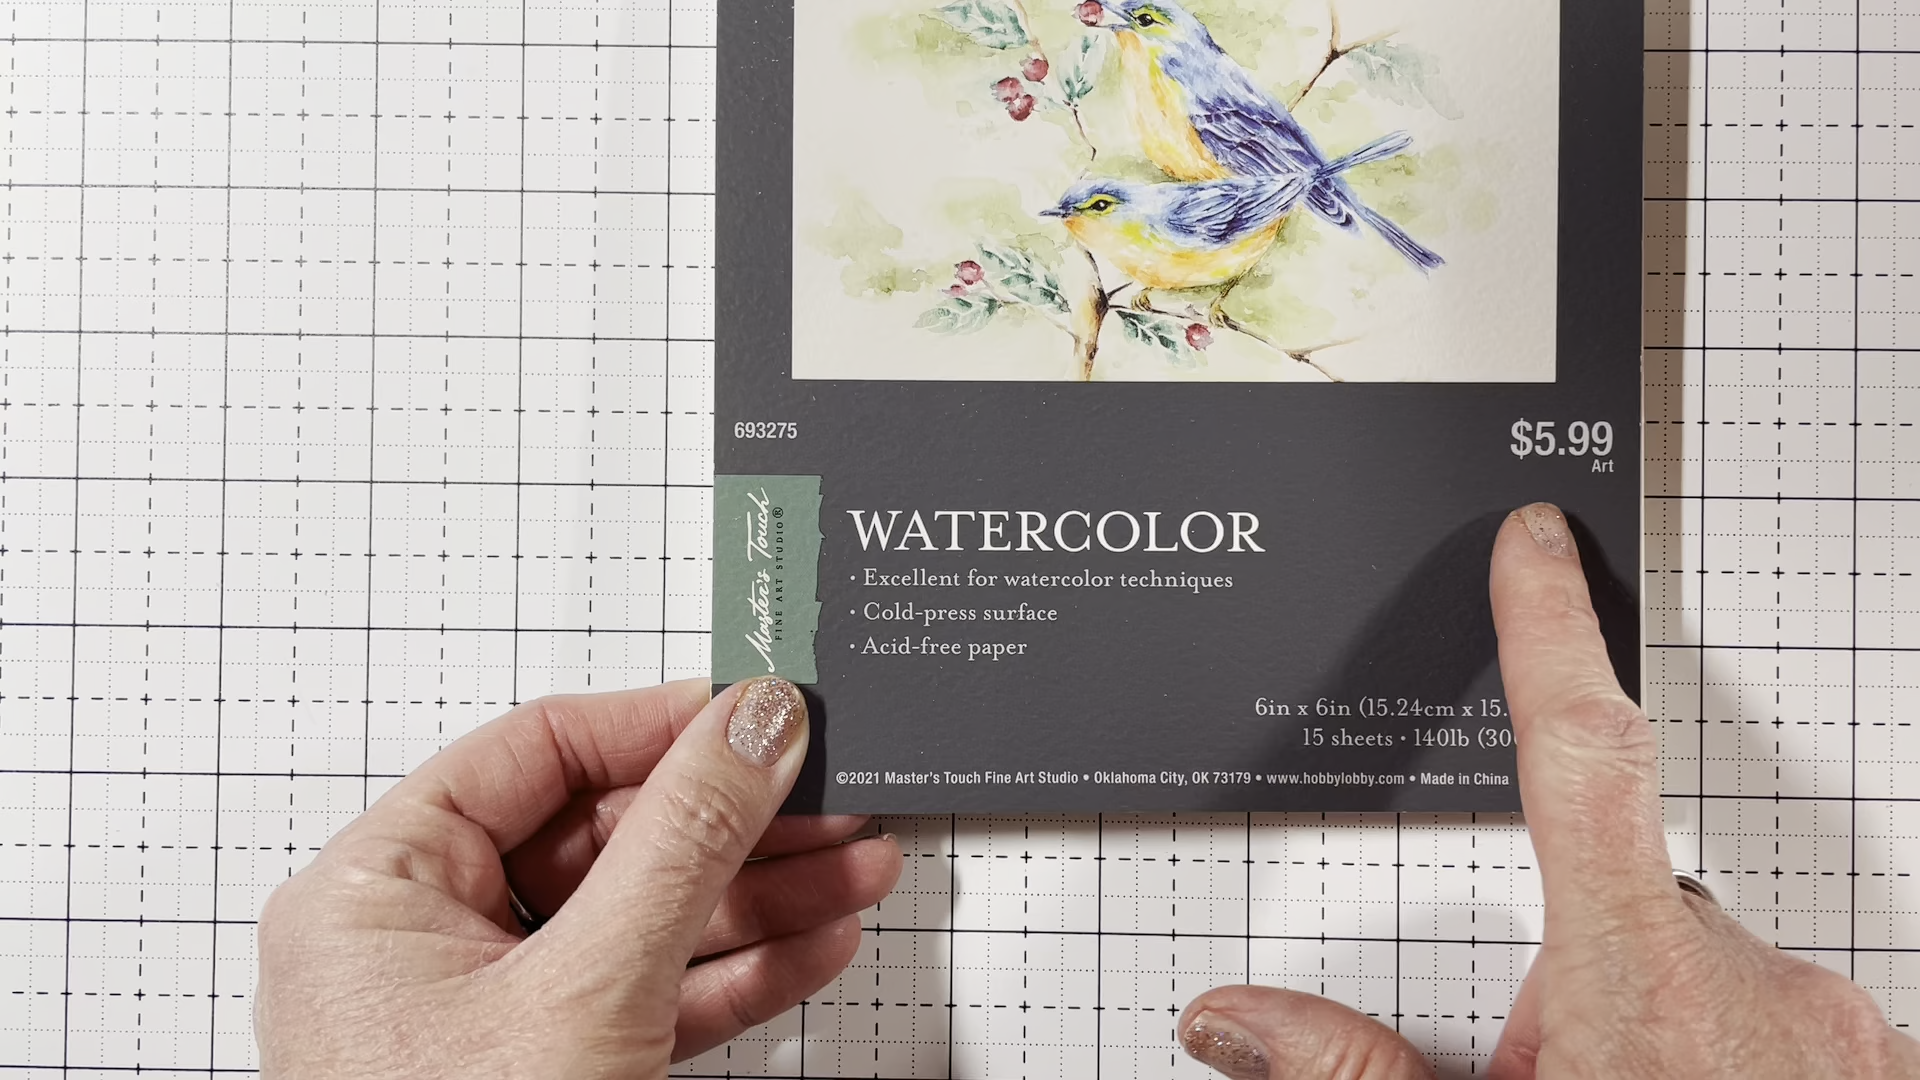 693275
$5.99
Art
Master's Touch
FINE ART STUDIO®
WATERCOLOR
• Excellent for watercolor techniques
• Cold-press surface
• Acid-free paper
6in x 6in (15.24cm x 15.
15 sheets • 140lb (30
©2021 Master's Touch Fine Art Studio • Oklahoma City, OK 73179 • www.hobbylobby.com • Made in China